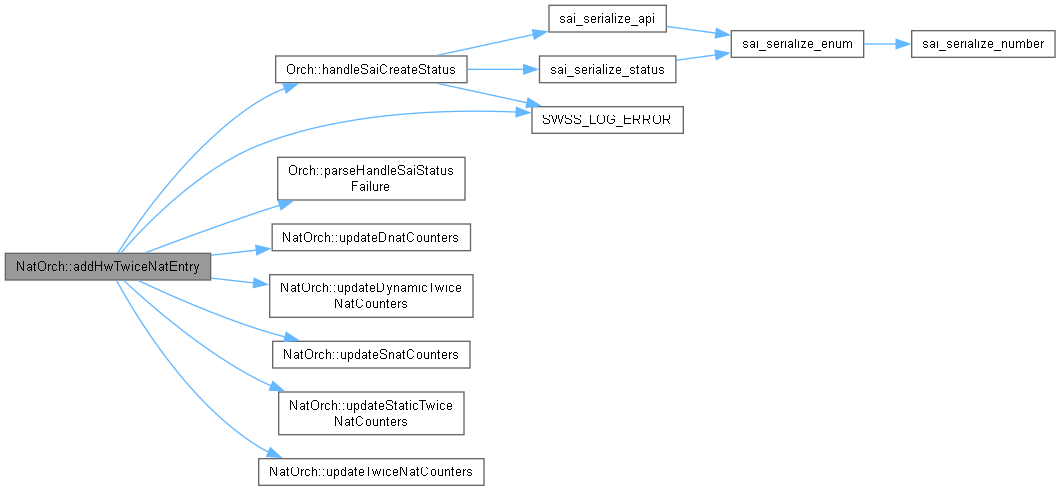 sai_serialize_api
sai_serialize_enum
sai_serialize_number
Orch::handleSaiCreateStatus
sai_serialize_status
SWSS_LOG_ERROR
Orch::parseHandleSaiStatus
Failure
NatOrch::updateDnatCounters
NatOrch::addHwTwiceNatEntry
NatOrch::updateDynamicTwice
NatCounters
NatOrch::updateSnatCounters
NatOrch::updateStaticTwice
NatCounters
NatOrch::updateTwiceNatCounters